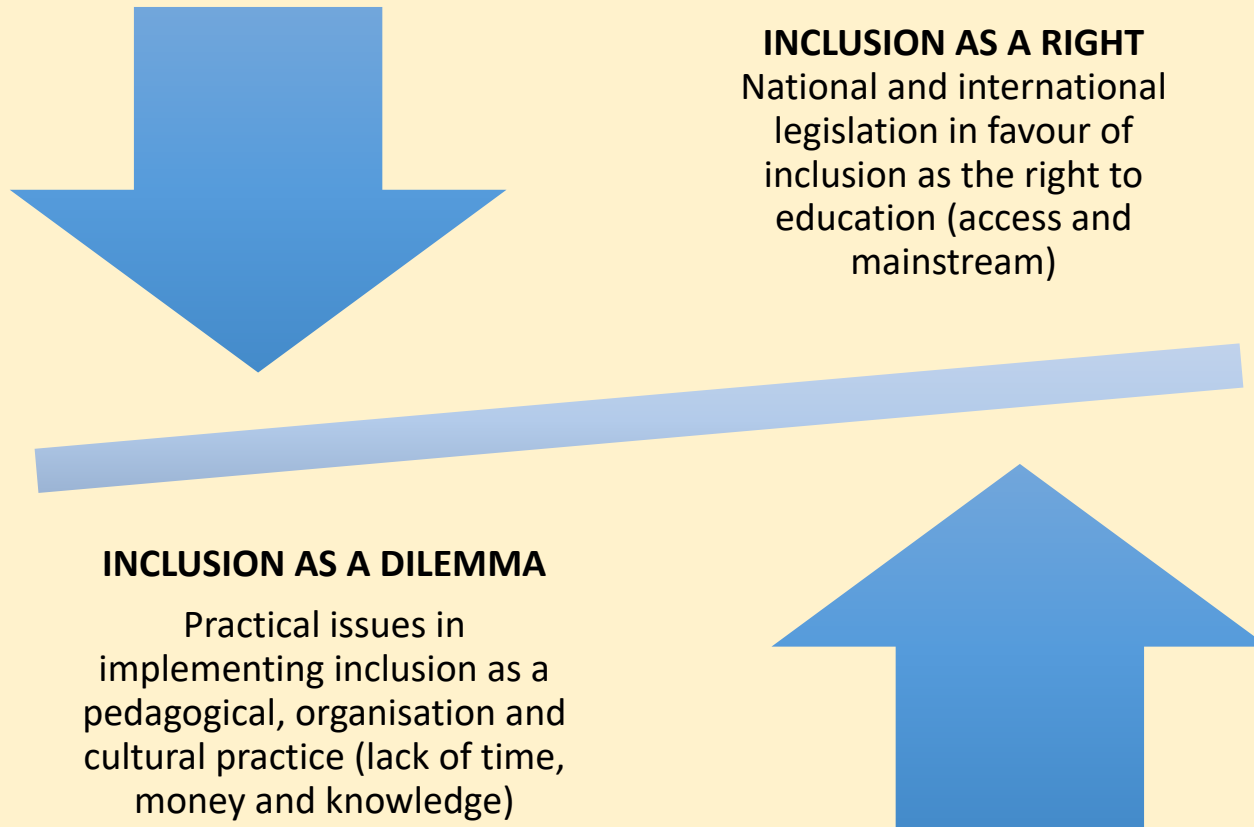 INCLUSION AS A RIGHT
National and international
legislation in favour of
inclusion as the right to
education (access and
mainstream)
INCLUSION AS A DILEMMA
Practical issues in
implementing inclusion as a
pedagogical, organisation and
cultural practice (lack of time,
money and knowledge)